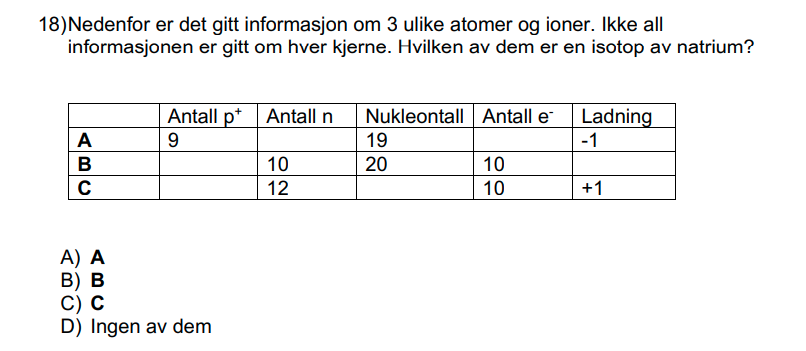 18)Nedenfor er det gitt informasjon om 3 ulike atomer og ioner. Ikke all
informasjonen er gitt om hver kjerne. Hvilken av dem er en isotop av natrium?
Antall p⁺ Antall n Nukleontall Antall e⁻ Ladning
A 9 19 -1
B 10 20 10
C 12 10 +1
A) A
B) B
C) C
D) Ingen av dem